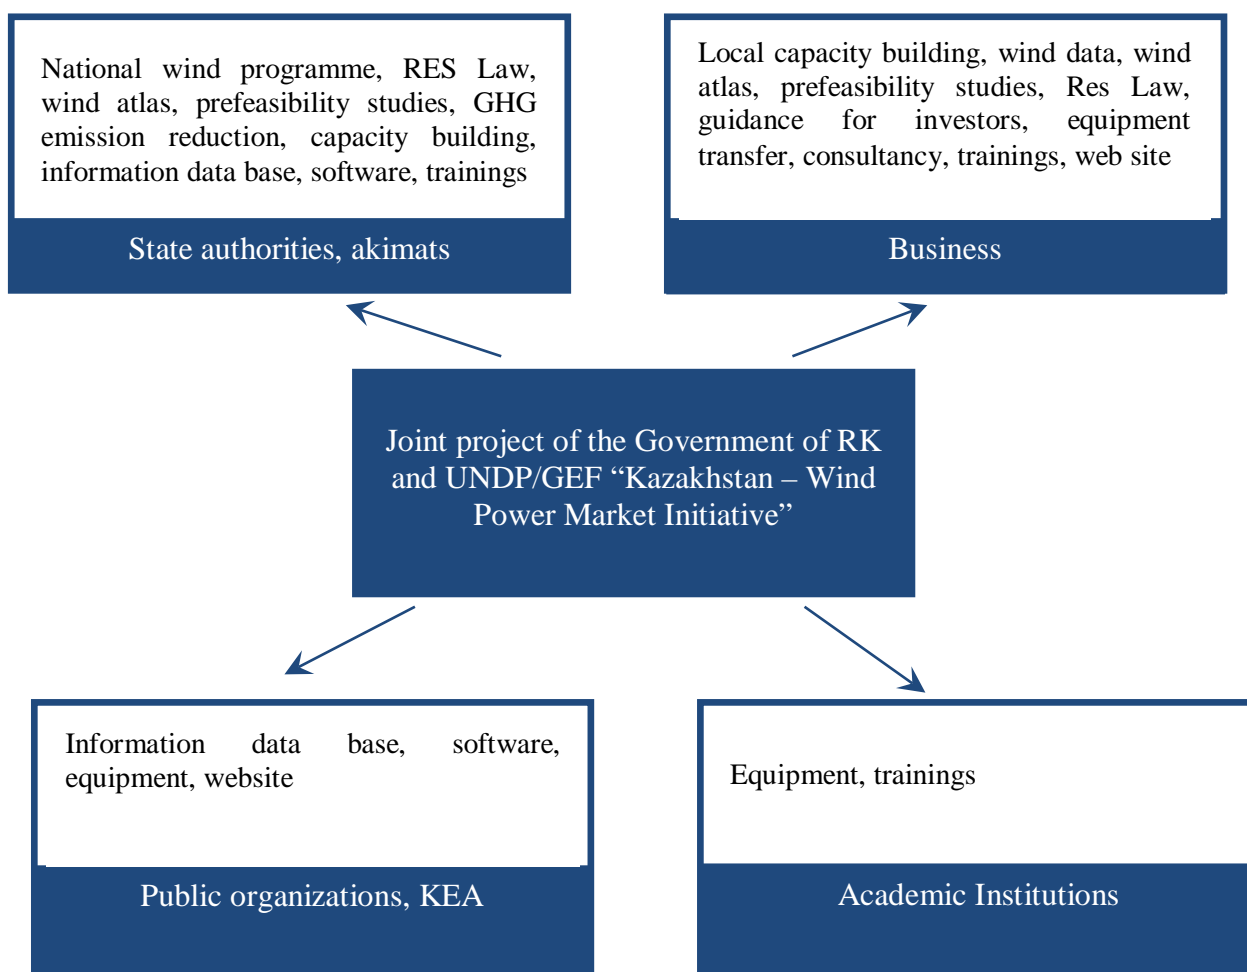 National wind programme, RES Law,
wind atlas, prefeasibility studies, GHG
emission reduction, capacity building,
information data base, software, trainings
State authorities, akimats
Local capacity building, wind data, wind
atlas, prefeasibility studies, Res Law,
guidance for investors, equipment
transfer, consultancy, trainings, web site
Business
Joint project of the Government of RK
and UNDP/GEF “Kazakhstan – Wind
Power Market Initiative”
Information data base, software,
equipment, website
Public organizations, KEA
Equipment, trainings
Academic Institutions